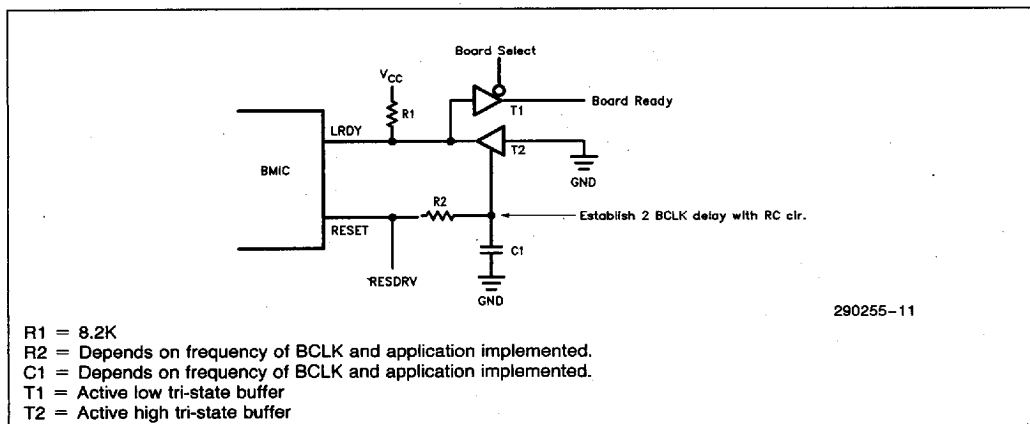 Board Select
VCC
R1
T1
Board Ready
LRDY
T2
BMIC
GND
R2
Establish 2 BCLK delay with RC cir.
RESET
C1
RESDRV
GND
290255-11
R1 = 8.2K
R2 = Depends on frequency of BCLK and application implemented.
C1 = Depends on frequency of BCLK and application implemented.
T1 = Active low tri-state buffer
T2 = Active high tri-state buffer